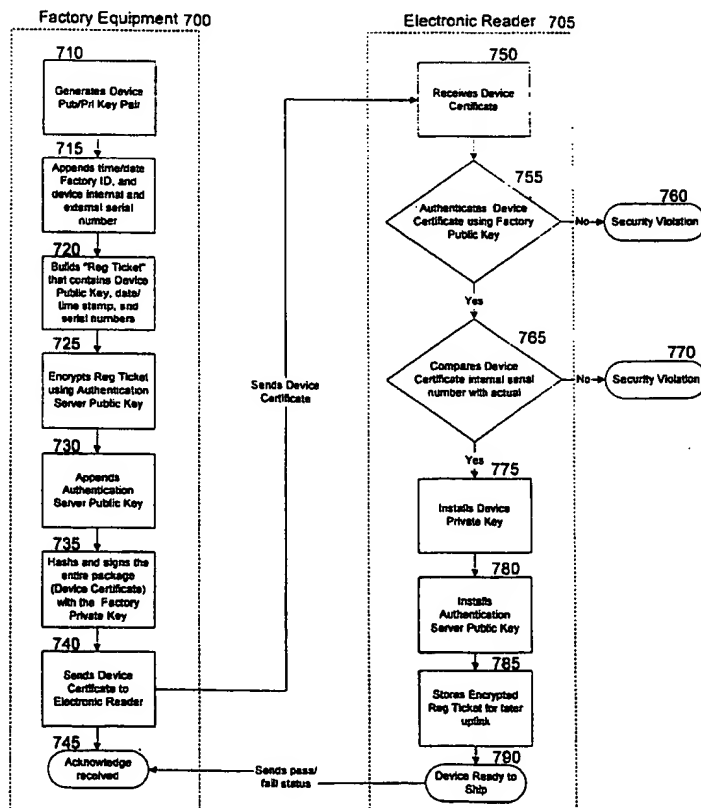 Factory Equipment 700
710
Generates Device
Pub/Pri Key Pair
715
Appends time/date
Factory ID, and
device internal and
external serial
number
720
Builds "Reg Ticket"
that contains Device
Public Key, date/
time stamp, and
serial numbers
725
Encrypts Reg Ticket
using Authentication
Server Public Key
730
Appends
Authentication
Server Public Key
735
Hashs and signs the
entire package
(Device Certificate)
with the Factory
Private Key
740
Sends Device
Certificate to
Electronic Reader
745
Acknowledge
received
Sends Device
Certificate
Sends pass/
fail status
Electronic Reader 705
750
Receives Device
Certificate
755
Authenticates Device
Certificate using Factory
Public Key
No
760
Security Violation
Yes
765
Compares Device
Certificate internal serial
number with actual
No
770
Security Violation
Yes
775
Installs Device
Private Key
780
Installs
Authentication
Server Public Key
785
Stores Encrypted
Reg Ticket for later
uplink
790
Device Ready to
Ship